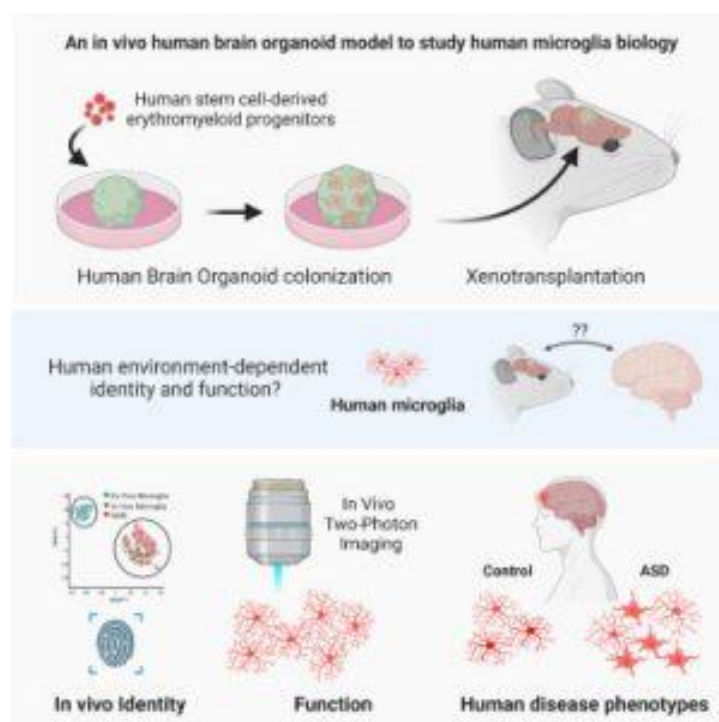 An in vivo human brain organoid model to study human microglia biology
Human stem cell-derived
erythromyeloid progenitors
Human Brain Organoid colonization
Xenotransplantation
Human environment-dependent
identity and function?
Human microglia
??
In Vivo
Two-Photon
Imaging
Control
ASD
In vivo Identity
Function
Human disease phenotypes